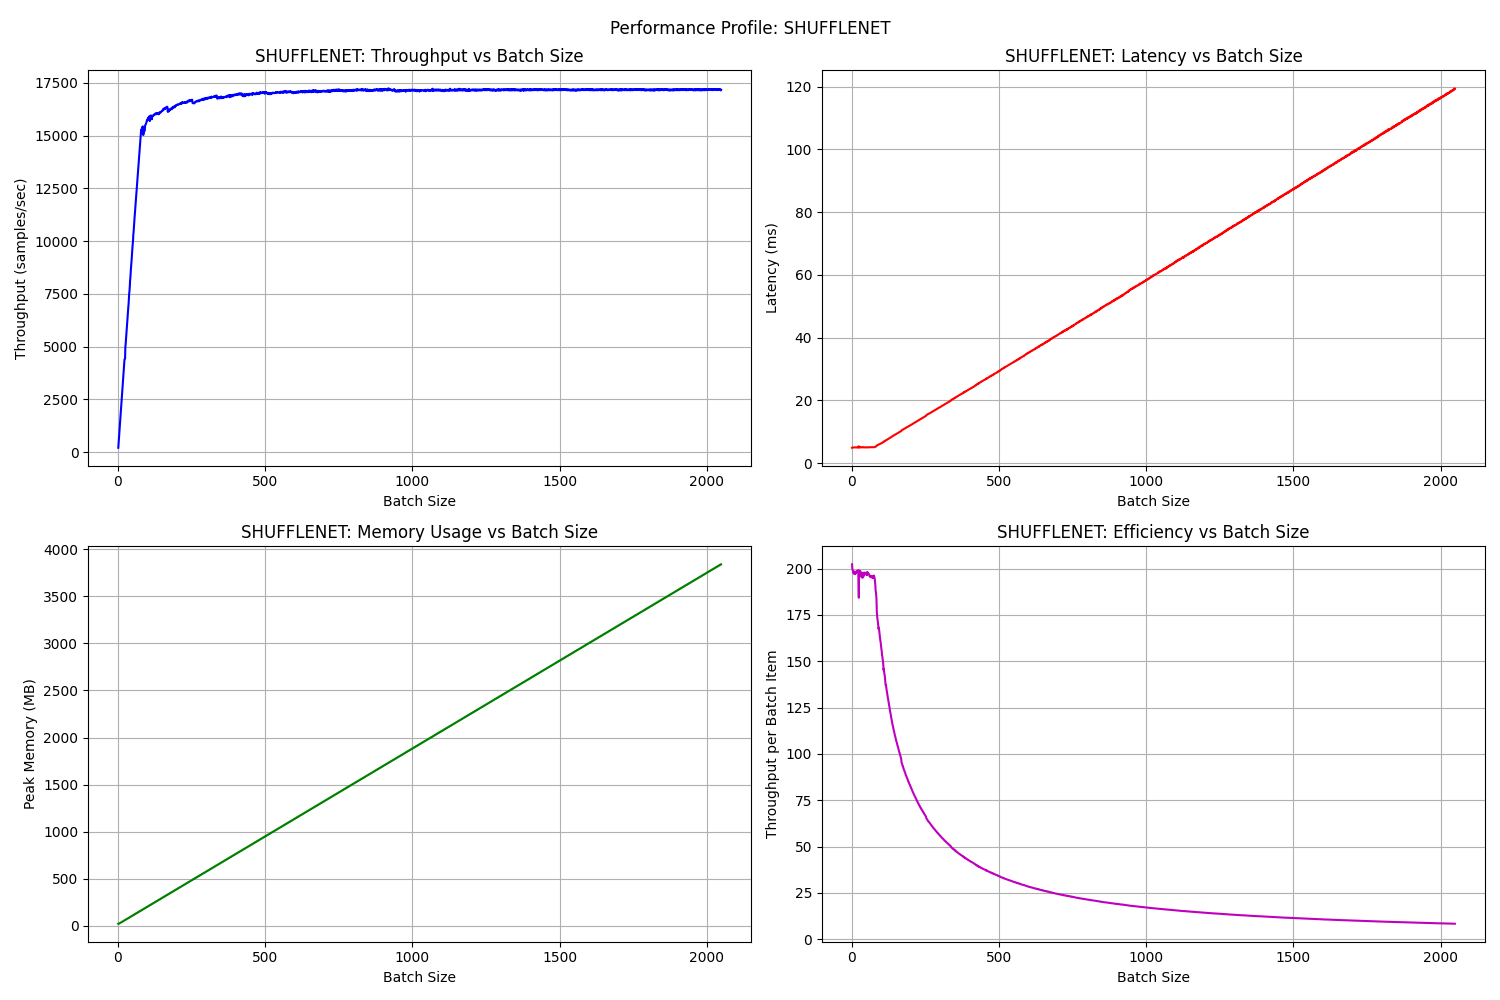 Performance Profile: SHUFFLENET
SHUFFLENET: Throughput vs Batch Size
17500
15000
12500
10000
7500
5000
2500
0
Throughput (samples/sec)
0 500 1000 1500 2000
Batch Size
SHUFFLENET: Latency vs Batch Size
120
100
80
60
40
20
0
Latency (ms)
0 500 1000 1500 2000
Batch Size
SHUFFLENET: Memory Usage vs Batch Size
4000
3500
3000
2500
2000
1500
1000
500
0
Peak Memory (MB)
0 500 1000 1500 2000
Batch Size
SHUFFLENET: Efficiency vs Batch Size
200
175
150
125
100
75
50
25
0
Throughput per Batch Item
0 500 1000 1500 2000
Batch Size